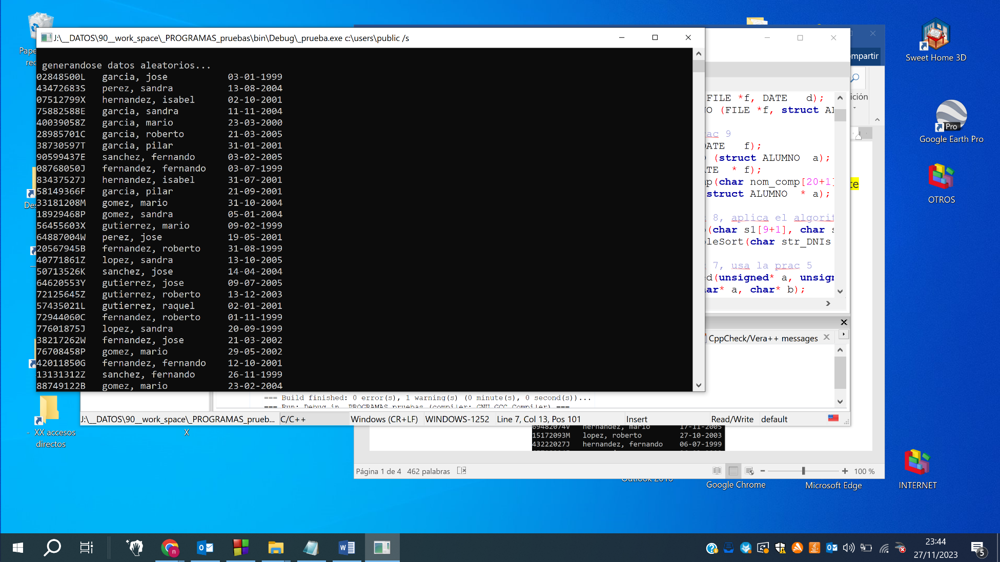 J:\__DATOS\90__work_space\_PROGRAMAS_pruebas\bin\Debug\_prueba.exe c:\users\public /s
generandose datos aleatorios...
02848500L garcia, jose 03-01-1999
43472683S perez, sandra 13-08-2004
07512799X hernandez, isabel 02-10-2001
75882588E garcia, sandra 11-11-2004
40039058Z garcia, mario 23-03-2000
28985701C garcia, roberto 21-03-2005
38730597T garcia, pilar 31-01-2001
90599437E sanchez, fernando 03-02-2005
08768050J fernandez, fernando 03-07-1999
83437527J hernandez, isabel 31-07-2001
58149366F garcia, pilar 21-09-2001
33181208M gomez, mario 31-10-2004
18929468P gomez, sandra 05-01-2004
56455603X gutierrez, mario 09-02-1999
64887004W perez, jose 19-05-2001
20567945B fernandez, roberto 31-08-1999
40771861Z lopez, sandra 13-10-2005
50713526K sanchez, jose 14-04-2004
64620553Y gutierrez, jose 09-07-2005
72125645Z gutierrez, roberto 13-12-2003
57435021L gutierrez, raquel 02-01-2001
72944060C fernandez, roberto 01-11-1999
77601875J lopez, sandra 20-09-1999
38217262W fernandez, jose 21-03-2002
76708458P gomez, mario 29-05-2002
42011850G fernandez, fernando 12-10-2001
13131312Z sanchez, fernando 26-11-1999
88749122B gomez, mario 23-02-2004
Pape
rec
Des
mpartir
ición
FILE *f, DATE d);
O (FILE *f, struct AL
ac 9
DATE f);
(struct ALUMNO a);
TE * f);
mp(char nom_comp[20+1]
struct ALUMNO * a);
8, aplica el algorit
(char s1[9+1], char s
leSort(char str_DNIs
7, usa la prac 5
ed(unsigned* a, unsign
ar* a, char* b);
te
CppCheck/Vera++ messages
=== Build finished: 0 error(s), 1 warning(s) (0 minute(s), 0 second(s))...
=== Run: Debug in _PROGRAMAS_pruebas (compiler: GNU GCC Compiler) ===
J:\__DATOS\90__work_space\_PROGRAMAS_prueb... C/C++ Windows (CR+LF) WINDOWS-1252 Line 7, Col 13, Pos 101 Insert Read/Write default
69482074V hernandez, mario 17-11-2005
15172093M lopez, roberto 27-10-2003
43222027J hernandez, fernando 06-07-1999
Página 1 de 4 462 palabras 100 %
- XX accesos
directos
X
Outlook 2016
Google Chrome
Microsoft Edge
INTERNET
Sweet Home 3D
Pro
Google Earth Pro
OTROS
n
23:44
27/11/2023
5